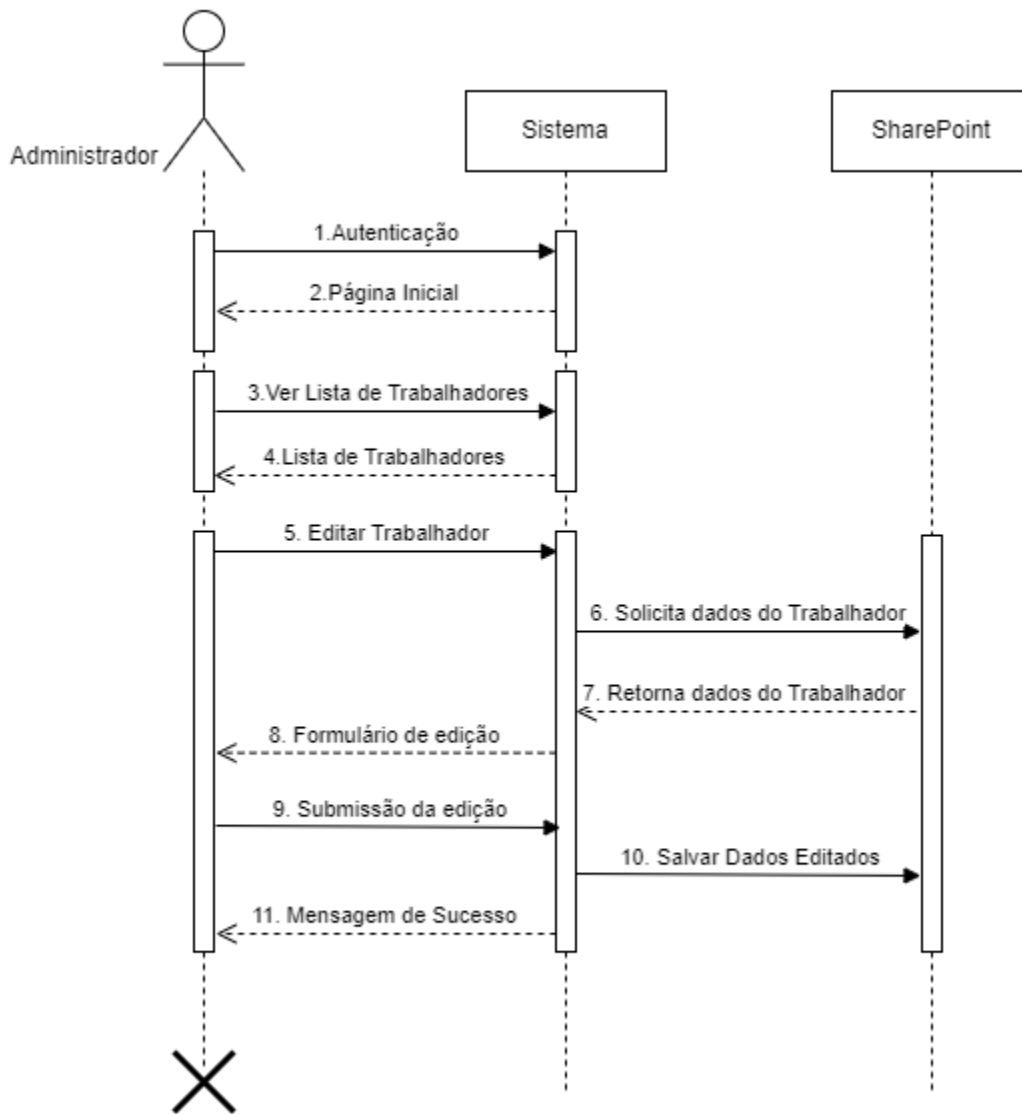 Administrador
Sistema
SharePoint
1.Autenticação
2.Página Inicial
3.Ver Lista de Trabalhadores
4.Lista de Trabalhadores
5. Editar Trabalhador
6. Solicita dados do Trabalhador
7. Retorna dados do Trabalhador
8. Formulário de edição
9. Submissão da edição
10. Salvar Dados Editados
11. Mensagem de Sucesso